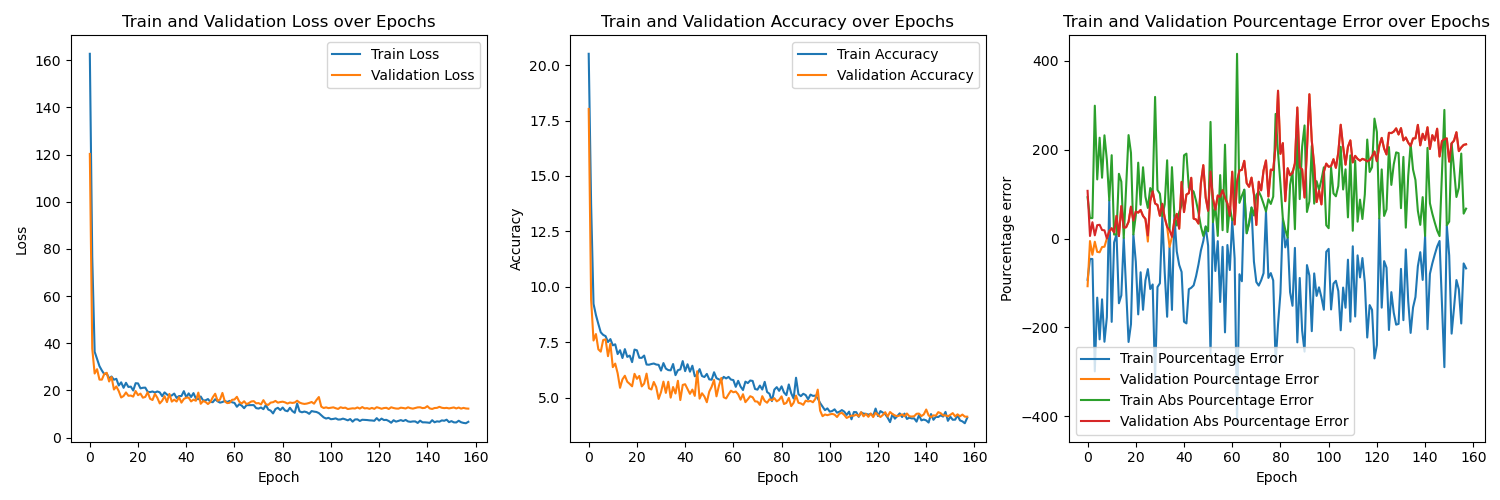 Train and Validation Loss over Epochs
Loss
160
140
120
100
80
60
40
20
0
0 20 40 60 80 100 120 140 160
Epoch
Train Loss
Validation Loss
Train and Validation Accuracy over Epochs
Accuracy
20.0
17.5
15.0
12.5
10.0
7.5
5.0
0 20 40 60 80 100 120 140 160
Epoch
Train Accuracy
Validation Accuracy
Train and Validation Pourcentage Error over Epochs
Pourcentage error
400
200
0
−200
−400
0 20 40 60 80 100 120 140 160
Epoch
Train Pourcentage Error
Validation Pourcentage Error
Train Abs Pourcentage Error
Validation Abs Pourcentage Error